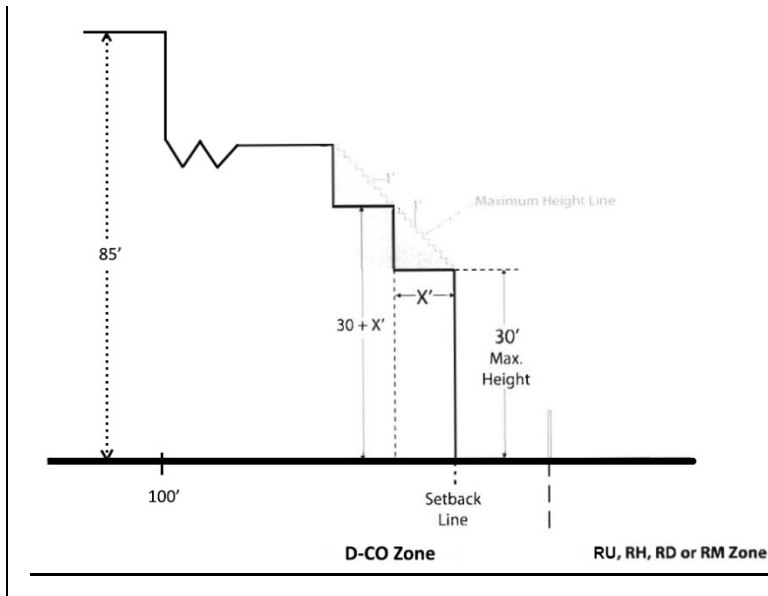 1'
1'
Maximum Height Line
85'
X'
30 + X'
30'
Max.
Height
100'
Setback
Line
D-CO Zone
RU, RH, RD or RM Zone